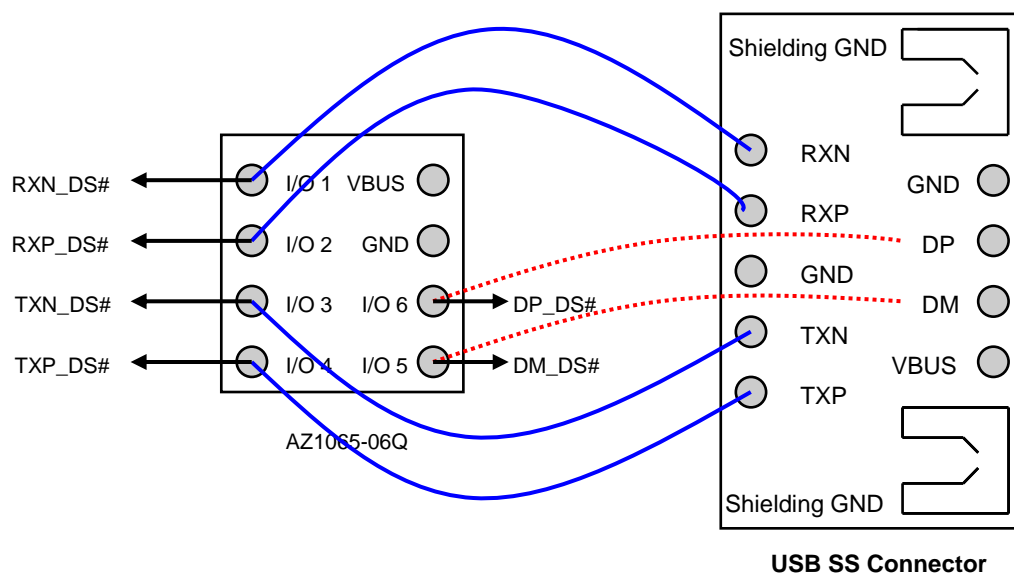 Shielding GND
RXN
RXN_DS#
I/O 1
VBUS
GND
RXP
RXP_DS#
I/O 2
GND
DP
GND
TXN_DS#
I/O 3
I/O 6
DP_DS#
DM
TXN
TXP_DS#
I/O 4
I/O 5
DM_DS#
VBUS
TXP
AZ1065-06Q
Shielding GND
USB SS Connector